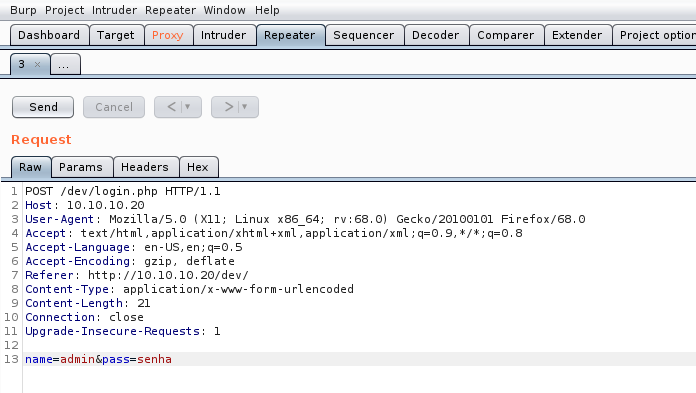 Burp Project Intruder Repeater Window Help
Dashboard Target Proxy Intruder Repeater Sequencer Decoder Comparer Extender Project option
3 × ...
Send Cancel < ▼ > ▼
Request
Raw Params Headers Hex
1 POST /dev/login.php HTTP/1.1
2 Host: 10.10.10.20
3 User-Agent: Mozilla/5.0 (X11; Linux x86_64; rv:68.0) Gecko/20100101 Firefox/68.0
4 Accept: text/html,application/xhtml+xml,application/xml;q=0.9,*/*;q=0.8
5 Accept-Language: en-US,en;q=0.5
6 Accept-Encoding: gzip, deflate
7 Referer: http://10.10.10.20/dev/
8 Content-Type: application/x-www-form-urlencoded
9 Content-Length: 21
10 Connection: close
11 Upgrade-Insecure-Requests: 1
12
13 name=admin&pass=senha